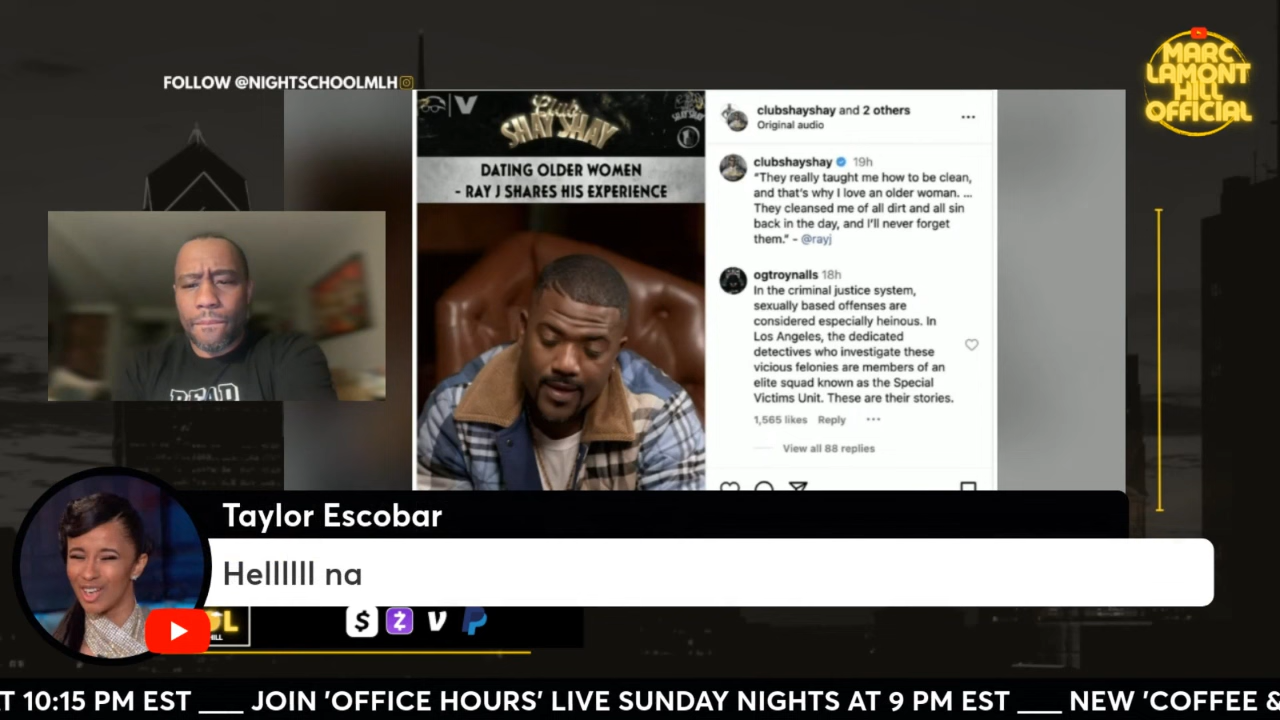 FOLLOW @NIGHTSCHOOLMLH
MARC
LAMONT
HILL
OFFICIAL
Club
SHAY SHAY
DATING OLDER WOMEN
- RAY J SHARES HIS EXPERIENCE
clubshayshay and 2 others
Original audio
clubshayshay 19h
"They really taught me how to be clean,
and that's why I love an older woman. ...
They cleansed me of all dirt and all sin
back in the day, and I'll never forget
them." - @rayj
ogtroynalls 18h
In the criminal justice system,
sexually based offenses are
considered especially heinous. In
Los Angeles, the dedicated
detectives who investigate these
vicious felonies are members of an
elite squad known as the Special
Victims Unit. These are their stories.
1,565 likes Reply
View all 88 replies
READ
Taylor Escobar
Hellllll na
HILL
AT 10:15 PM EST ___ JOIN 'OFFICE HOURS' LIVE SUNDAY NIGHTS AT 9 PM EST ___ NEW 'COFFEE &